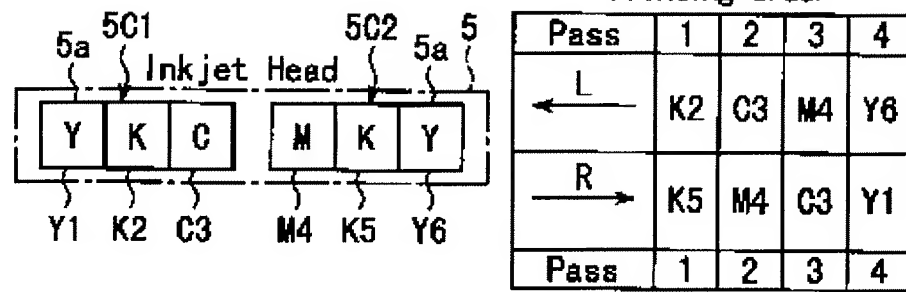 5C1 5C2 5
5a Inkjet Head 5a
Y K C M K Y
Y1 K2 C3 M4 K5 Y6
Pass 1 2 3 4
L K2 C3 M4 Y6
R K5 M4 C3 Y1
Pass 1 2 3 4